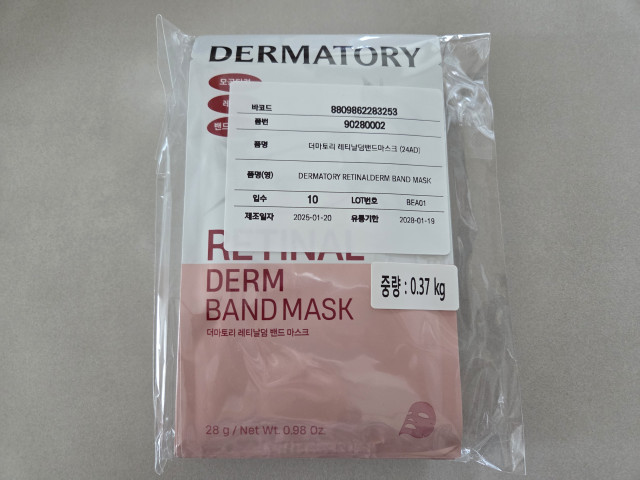 DERMATORY
바코드 8809862283253
품번 90280002
품명 더마토리 레티날덤밴드마스크 (24AD)
품명(영) DERMATORY RETINALDERM BAND MASK
입수 10 LOT번호 BEA01
제조일자 2025-01-20 유통기한 2028-01-19
RETINAL
DERM
BAND MASK
중량 : 0.37 kg
더마토리 레티날덤 밴드 마스크
28 g / Net Wt. 0.98 Oz.